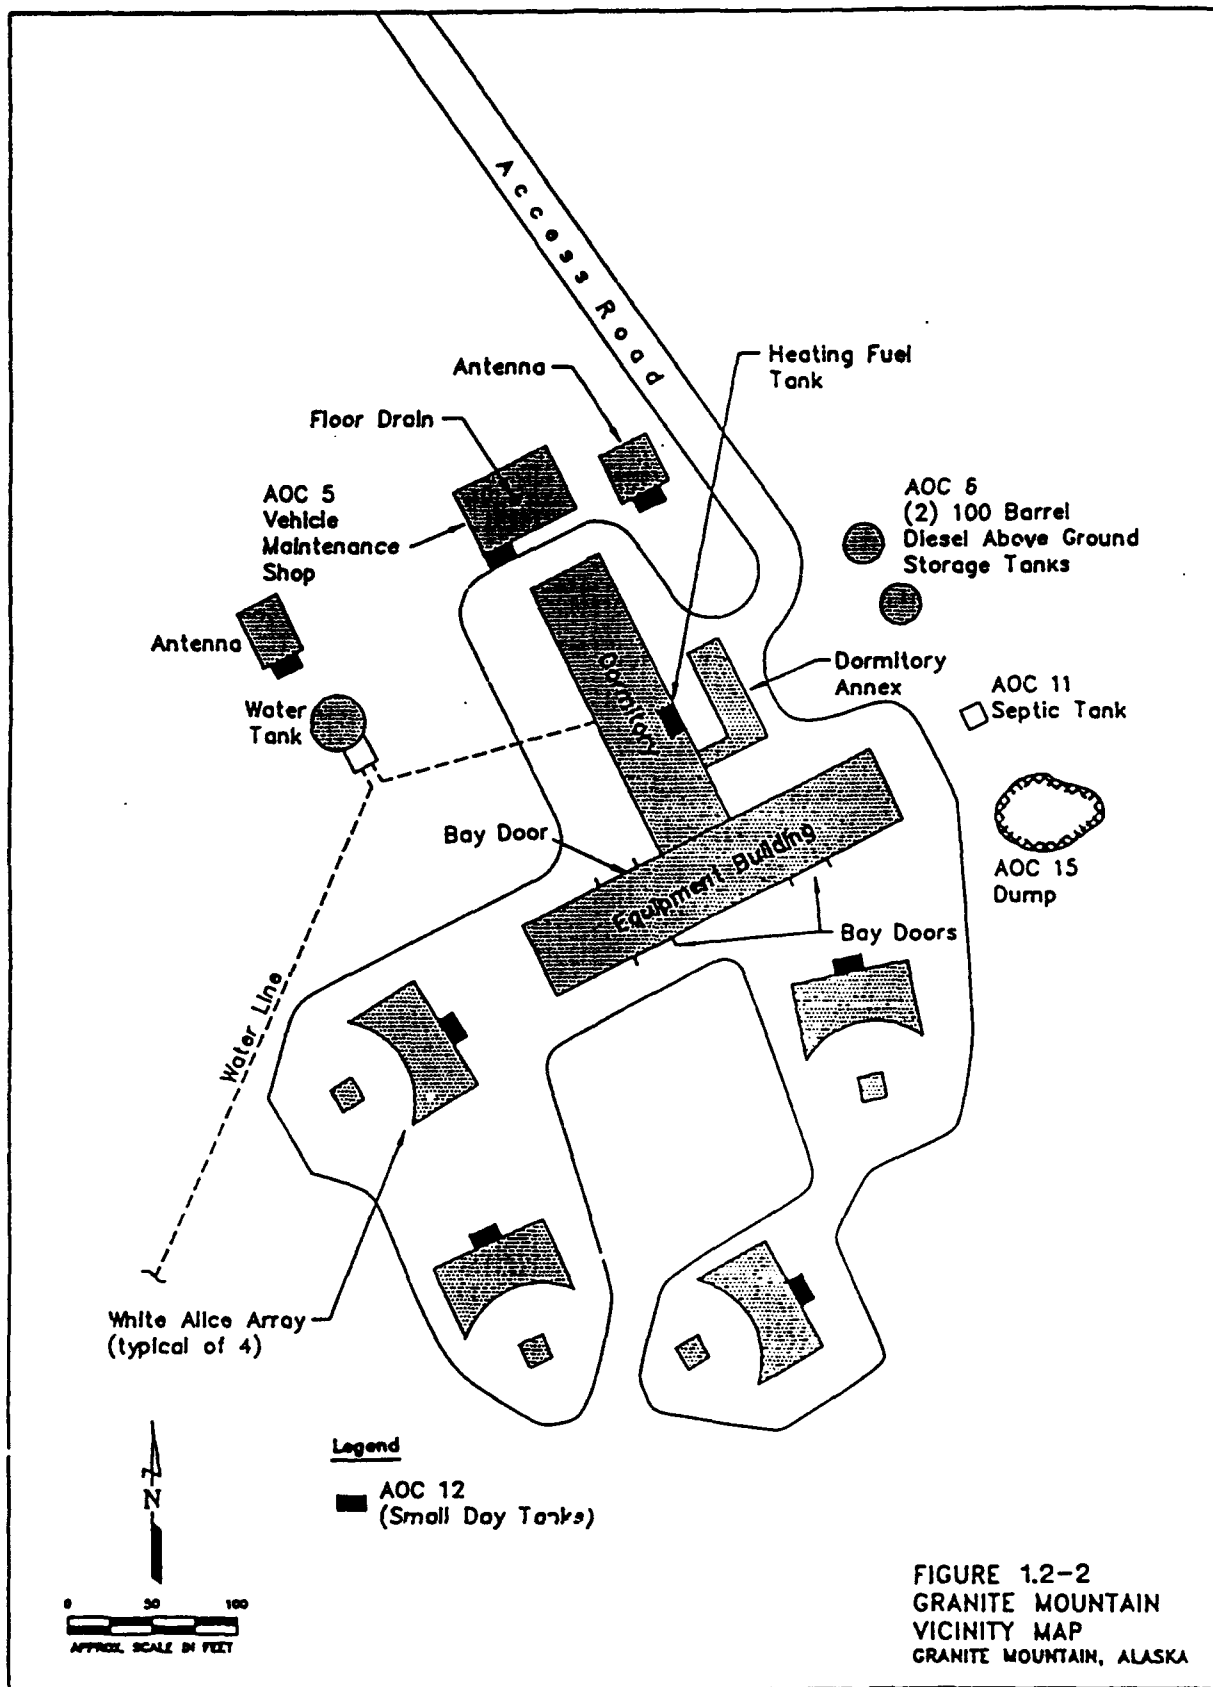 Access Road
Heating Fuel
Tank
Antenna
Floor Drain
AOC 5
Vehicle
Maintenance
Shop
AOC 6
(2) 100 Barrel
Diesel Above Ground
Storage Tanks
Antenna
Dormitory
Dormitory
Annex
AOC 11
Septic Tank
Water
Tank
Bay Door
Equipment Building
AOC 15
Dump
Bay Doors
Water Line
White Alice Array
(typical of 4)
Legend
AOC 12
(Small Day Tanks)
N
0 50 100
APPROX. SCALE IN FEET
FIGURE 1.2-2
GRANITE MOUNTAIN
VICINITY MAP
GRANITE MOUNTAIN, ALASKA